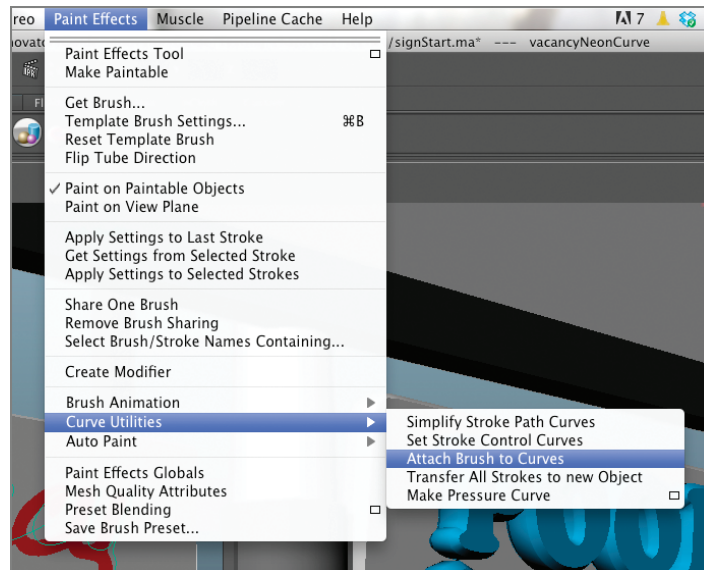 reo Paint Effects Muscle Pipeline Cache Help 7
/signStart.ma* --- vacancyNeonCurve
IPR
Paint Effects Tool
Make Paintable
Get Brush...
Template Brush Settings... ⌘B
Reset Template Brush
Flip Tube Direction
✓ Paint on Paintable Objects
Paint on View Plane
Apply Settings to Last Stroke
Get Settings from Selected Stroke
Apply Settings to Selected Strokes
Share One Brush
Remove Brush Sharing
Select Brush/Stroke Names Containing...
Create Modifier
Brush Animation
Curve Utilities
Auto Paint
Paint Effects Globals
Mesh Quality Attributes
Preset Blending
Save Brush Preset...
Simplify Stroke Path Curves
Set Stroke Control Curves
Attach Brush to Curves
Transfer All Strokes to new Object
Make Pressure Curve